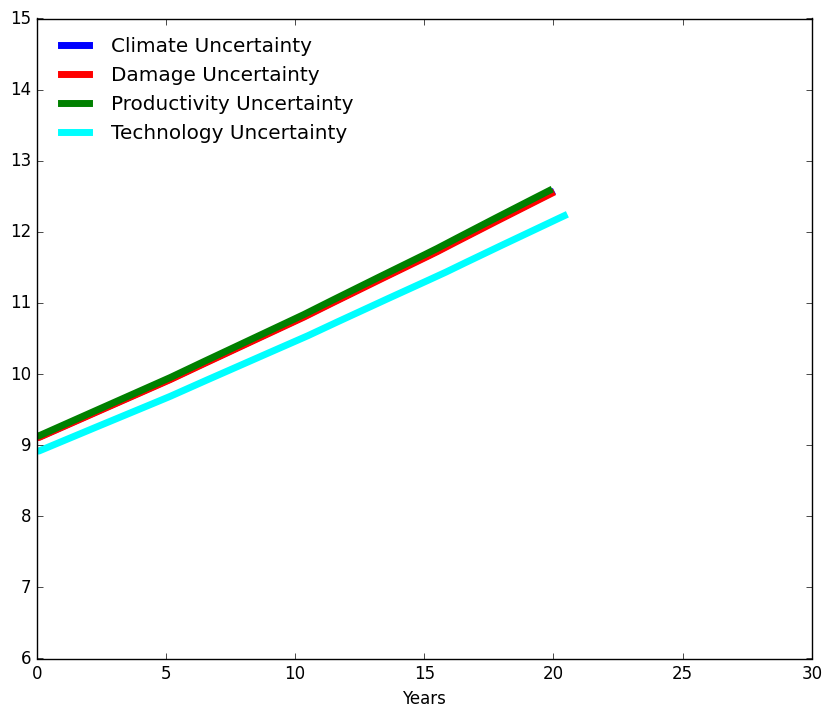 15
14
13
12
11
10
9
8
7
6
Climate Uncertainty
Damage Uncertainty
Productivity Uncertainty
Technology Uncertainty
0 5 10 15 20 25 30
Years